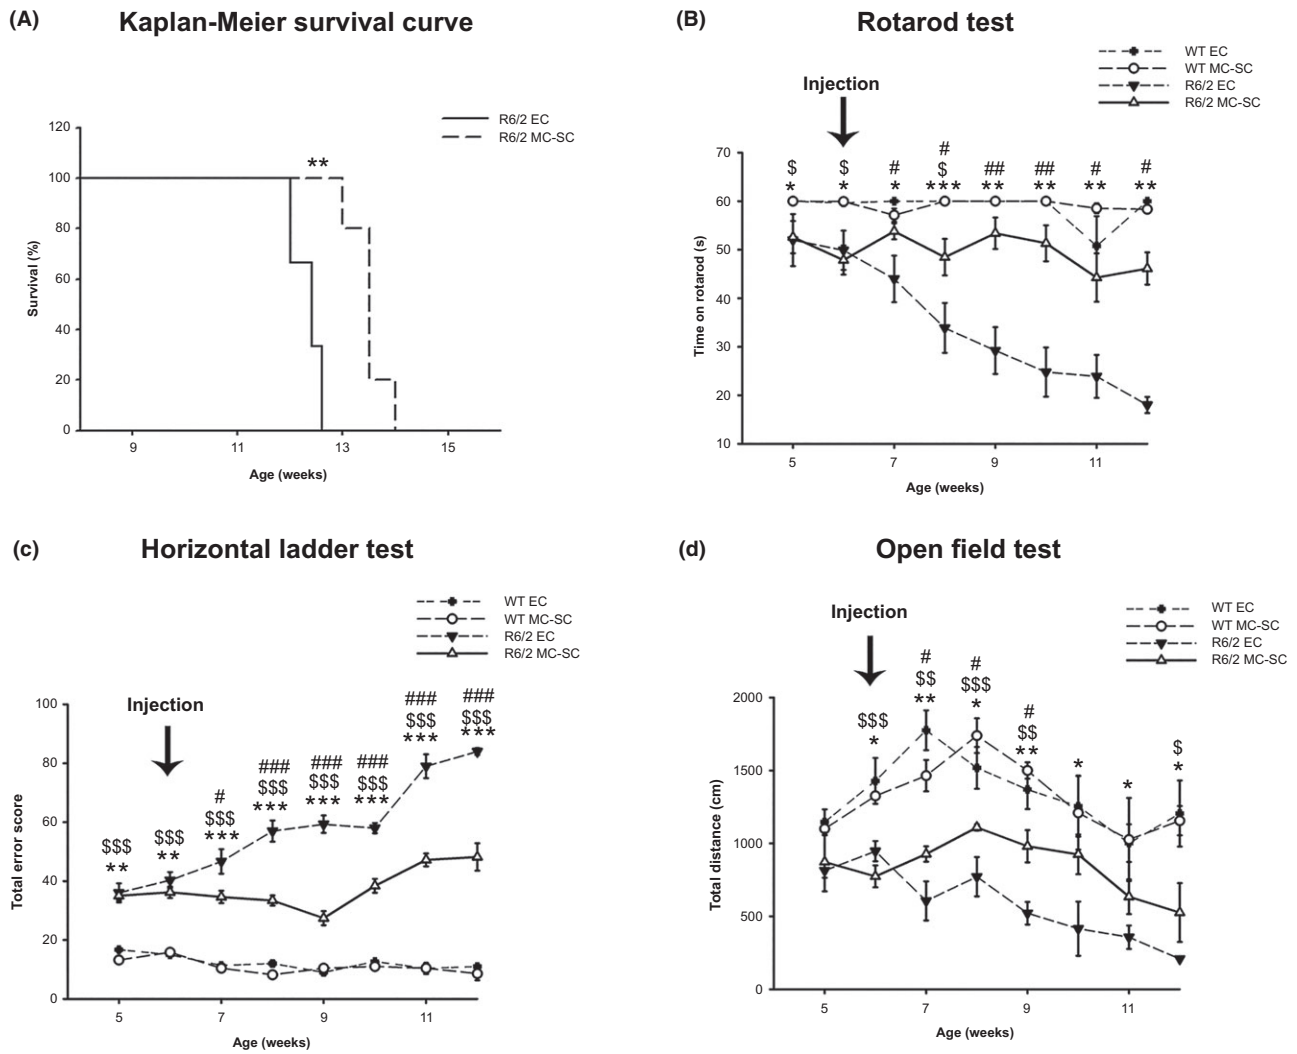 (A) Kaplan-Meier survival curve
R6/2 EC
R6/2 MC-SC
**
120
100
80
60
40
20
0
Survival (%)
9 11 13 15
Age (weeks)
(B) Rotarod test
WT EC
WT MC-SC
R6/2 EC
R6/2 MC-SC
Injection
# 
$ $ # $ ## ## # #
* * * *** ** ** ** **
70
60
50
40
30
20
10
Time on rotarod (s)
5 7 9 11
Age (weeks)
(c) Horizontal ladder test
WT EC
WT MC-SC
R6/2 EC
R6/2 MC-SC
Injection
$$$
**
$$$
**
#
$$$
***
###
$$$
***
###
$$$
***
###
$$$
***
###
$$$
***
###
$$$
***
100
80
60
40
20
0
Total error score
5 7 9 11
Age (weeks)
(d) Open field test
WT EC
WT MC-SC
R6/2 EC
R6/2 MC-SC
Injection
$$$
*
#
$$
**
#
$$$
*
#
$$
**
*
*
$
*
2000
1500
1000
500
0
Total distance (cm)
5 7 9 11
Age (weeks)